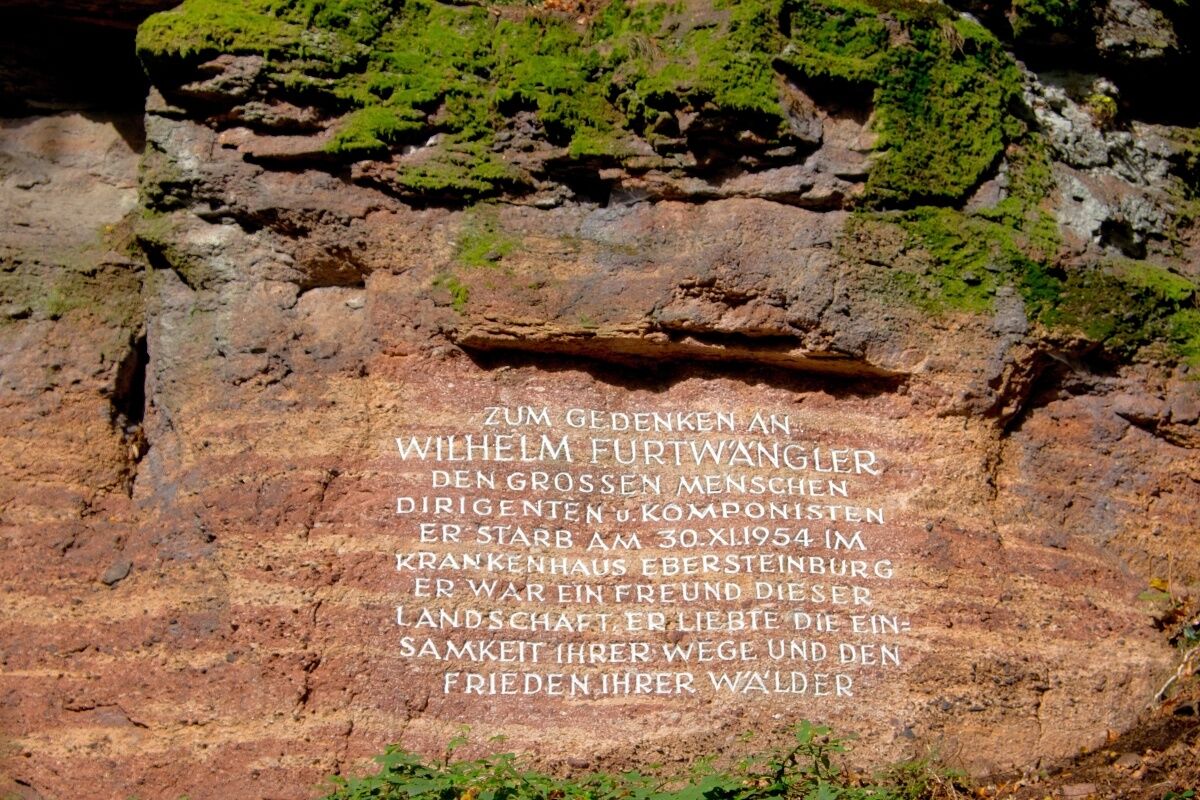 ZUM GEDENKEN AN
WILHELM FURTWÄNGLER
DEN GROSSEN MENSCHEN
DIRIGENTEN u. KOMPONISTEN
ER STARB AM 30.XI.1954 IM
KRANKENHAUS EBERSTEINBURG
ER WAR EIN FREUND DIESER
LANDSCHAFT, ER LIEBTE DIE EIN=
SAMKEIT IHRER WEGE UND DEN
FRIEDEN IHRER WÄLDER